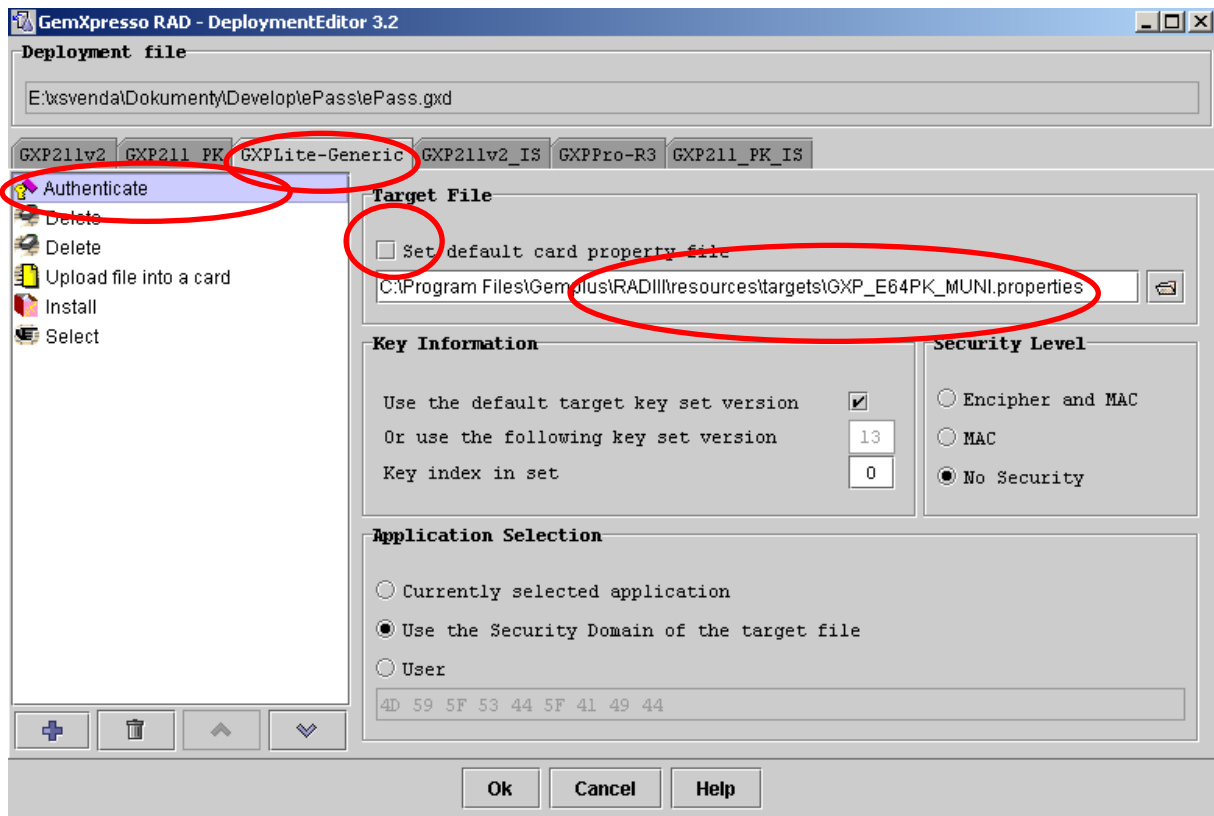 GemXpresso RAD - DeploymentEditor 3.2
Deployment file
E:\xsvenda\Dokumenty\Develop\ePass\ePass.gxd
GXP211v2 GXP211_PK GXPLite-Generic GXP211v2_IS GXPPro-R3 GXP211_PK_IS
Authenticate
Delete
Delete
Upload file into a card
Install
Select
Target File
Set default card property file
C:\Program Files\Gemplus\RADIII\resources\targets\GXP_E64PK_MUNI.properties
Key Information
Use the default target key set version
Or use the following key set version 13
Key index in set 0
Security Level
Encipher and MAC
MAC
No Security
Application Selection
Currently selected application
Use the Security Domain of the target file
User
4D 59 5F 53 44 5F 41 49 44
Ok Cancel Help